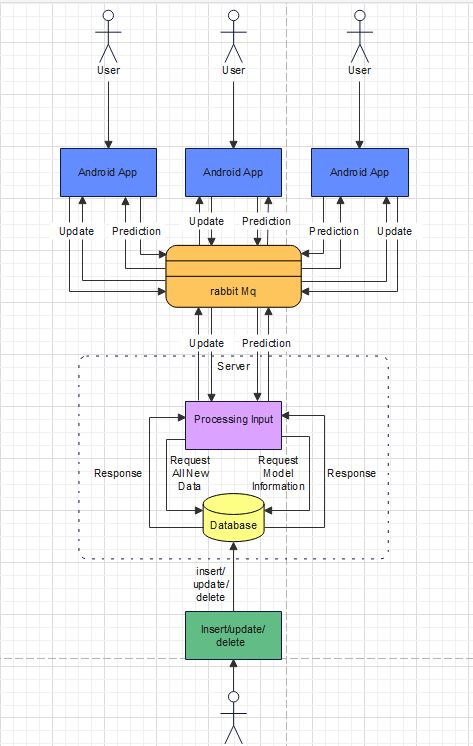 User User User
Android App Android App Android App
Update Prediction Update Prediction Prediction Update
rabbit Mq
Update Prediction
Server
Processing Input
Response
Request
All New
Data
Request
Model
Information
Response
Database
insert/
update/
delete
Insert/update/
delete